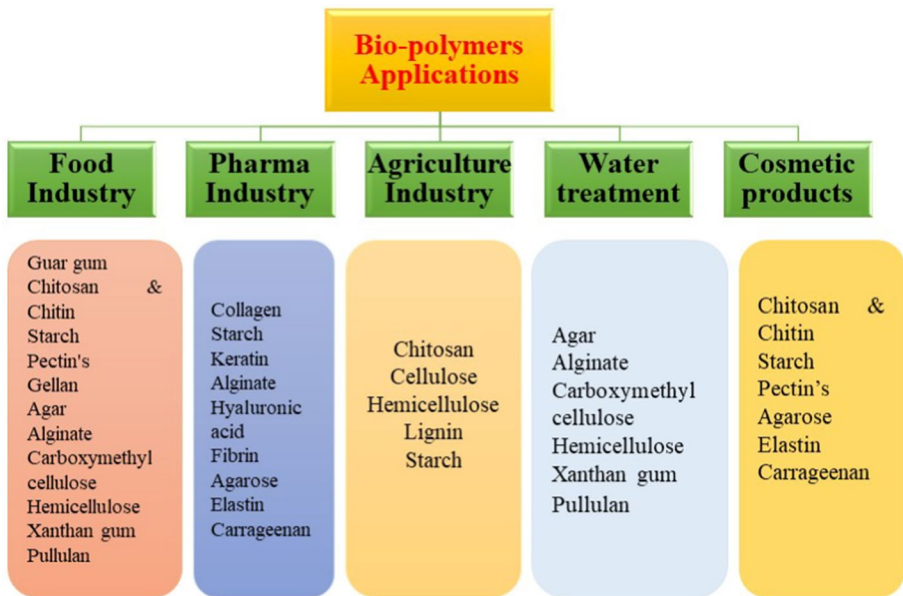 Bio-polymers
Applications
Food
Industry
Pharma
Industry
Agriculture
Industry
Water
treatment
Cosmetic
products
Guar gum
Chitosan &
Chitin
Starch
Pectin's
Gellan
Agar
Alginate
Carboxymethyl
cellulose
Hemicellulose
Xanthan gum
Pullulan
Collagen
Starch
Keratin
Alginate
Hyaluronic
acid
Fibrin
Agarose
Elastin
Carrageenan
Chitosan
Cellulose
Hemicellulose
Lignin
Starch
Agar
Alginate
Carboxymethyl
cellulose
Hemicellulose
Xanthan gum
Pullulan
Chitosan &
Chitin
Starch
Pectin’s
Agarose
Elastin
Carrageenan